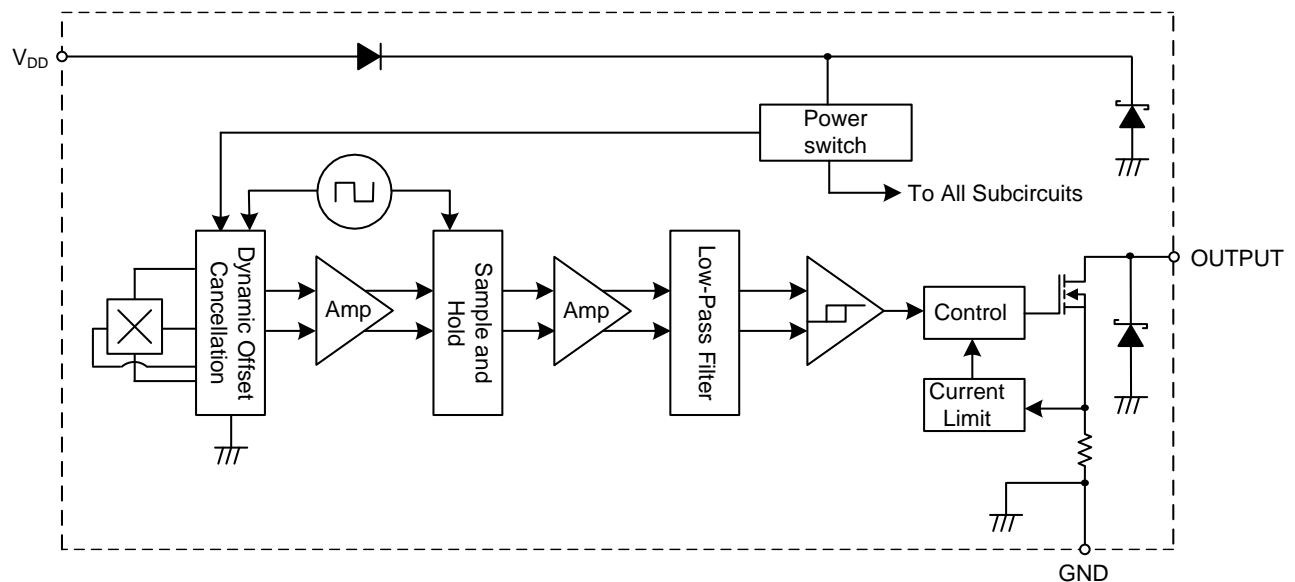 V_DD
Power
switch
To All Subcircuits
Dynamic Offset
Cancellation
Amp
Sample and
Hold
Amp
Low-Pass Filter
Control
Current
Limit
OUTPUT
GND